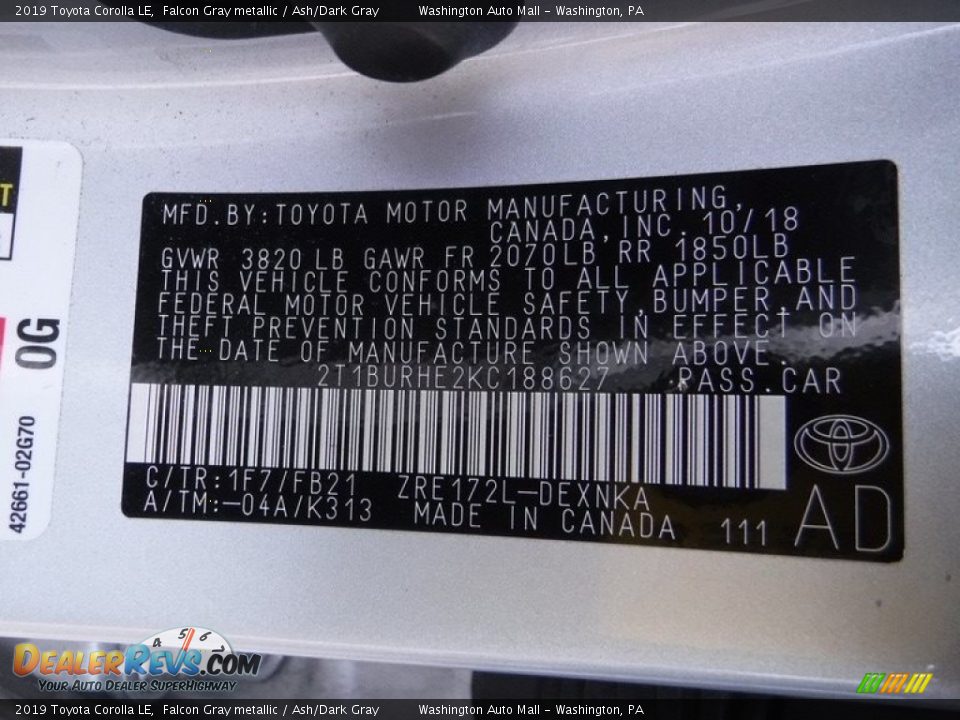 2019 Toyota Corolla LE, Falcon Gray metallic / Ash/Dark Gray Washington Auto Mall - Washington, PA
MFD.BY:TOYOTA MOTOR MANUFACTURING,
CANADA,INC. 10/18
GVWR 3820 LB GAWR FR 2070LB RR 1850LB
THIS VEHICLE CONFORMS TO ALL APPLICABLE
FEDERAL MOTOR VEHICLE SAFETY,BUMPER,AND
THEFT PREVENTION STANDARDS IN EFFECT ON
THE DATE OF MANUFACTURE SHOWN ABOVE.
2T1BURHE2KC188627 PASS.CAR
C/TR:1F7/FB21 ZRE172L-DEXNKA
A/TM:-04A/K313 MADE IN CANADA 111
AD
0G
42661-02G70
4 5 6
DEALERREVS.COM
YOUR AUTO DEALER SUPERHIGHWAY
2019 Toyota Corolla LE, Falcon Gray metallic / Ash/Dark Gray Washington Auto Mall - Washington, PA